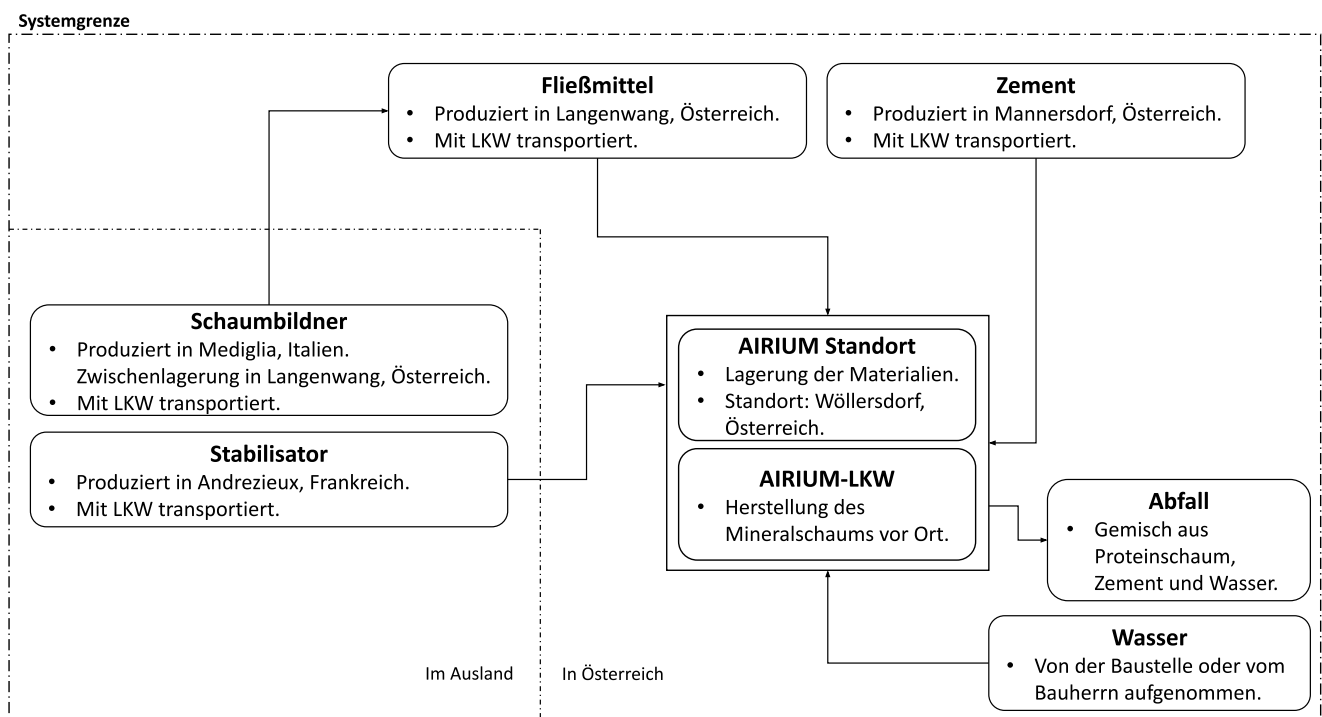 Systemgrenze
Fließmittel
• Produziert in Langenwang, Österreich.
• Mit LKW transportiert.
Zement
• Produziert in Mannersdorf, Österreich.
• Mit LKW transportiert.
Schaumbildner
• Produziert in Mediglia, Italien.
Zwischenlagerung in Langenwang, Österreich.
• Mit LKW transportiert.
Stabilisator
• Produziert in Andrezieux, Frankreich.
• Mit LKW transportiert.
AIRIUM Standort
• Lagerung der Materialien.
• Standort: Wöllersdorf,
Österreich.
AIRIUM-LKW
• Herstellung des
Mineralschaums vor Ort.
Abfall
• Gemisch aus
Proteinschaum,
Zement und Wasser.
Wasser
• Von der Baustelle oder vom
Bauherrn aufgenommen.
Im Ausland
In Österreich